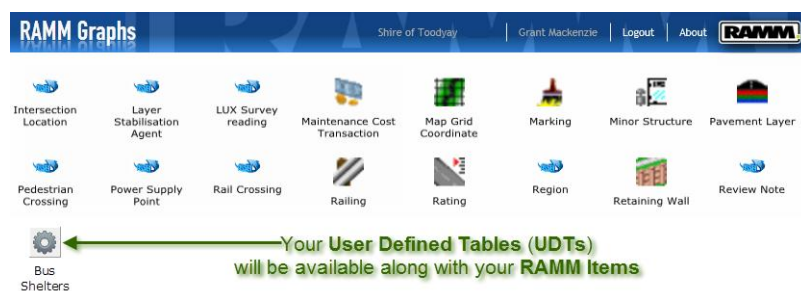 RAMM Graphs
Shire of Toodyay
Grant Mackenzie
Logout
About
RAMM
Intersection
Location
Layer
Stabilisation
Agent
LUX Survey
reading
Maintenance Cost
Transaction
Map Grid
Coordinate
Marking
Minor Structure
Pavement Layer
Pedestrian
Crossing
Power Supply
Point
Rail Crossing
Railing
Rating
Region
Retaining Wall
Review Note
Bus
Shelters
Your User Defined Tables (UDTs)
will be available along with your RAMM Items